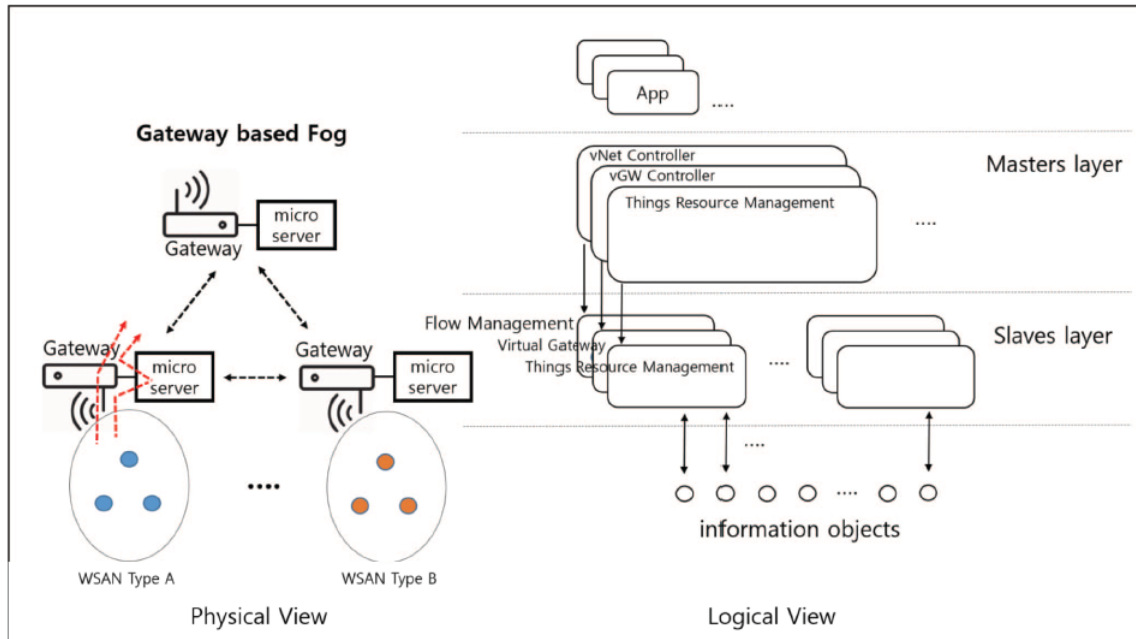 Gateway based Fog
micro
server
Gateway
Gateway
micro
server
Gateway
micro
server
....
WSAN Type A
WSAN Type B
Physical View
App
....
Masters layer
vNet Controller
vGW Controller
Things Resource Management
....
Slaves layer
Flow Management
Virtual Gateway
Things Resource Management
....
....
....
information objects
Logical View